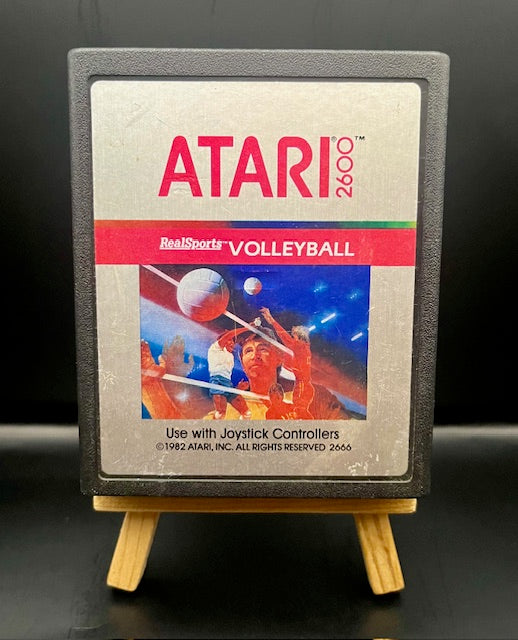 ATARI® 2600™
RealSports™ VOLLEYBALL
Use with Joystick Controllers
©1982 ATARI, INC. ALL RIGHTS RESERVED 2666